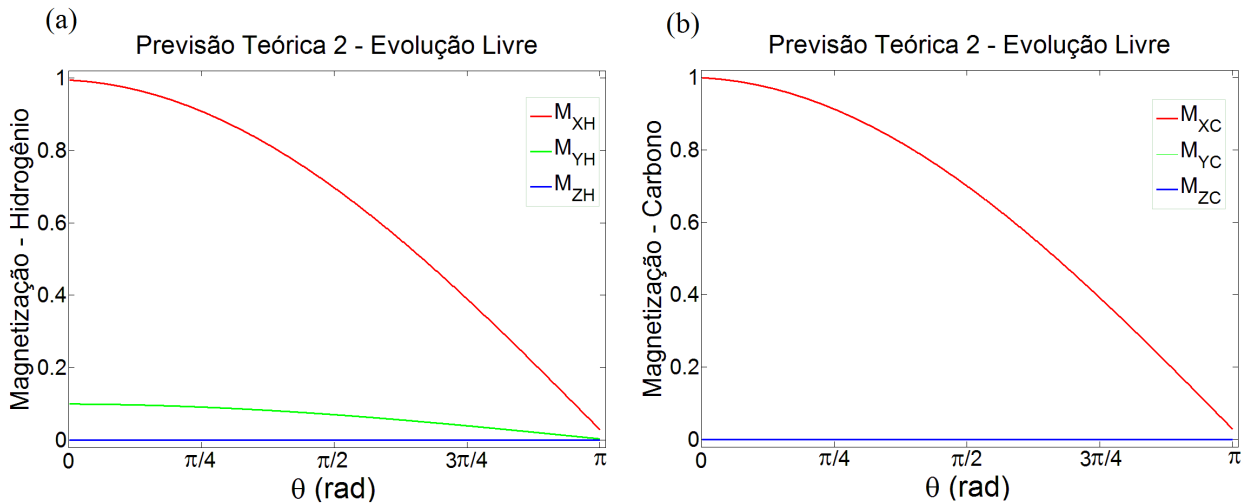 (a)
Previsão Teórica 2 - Evolução Livre
Magnetização - Hidrogênio
1
0.8
0.6
0.4
0.2
0
M_XH
M_YH
M_ZH
0 π/4 π/2 3π/4 π
θ (rad)
(b)
Previsão Teórica 2 - Evolução Livre
Magnetização - Carbono
1
0.8
0.6
0.4
0.2
0
M_XC
M_YC
M_ZC
0 π/4 π/2 3π/4 π
θ (rad)